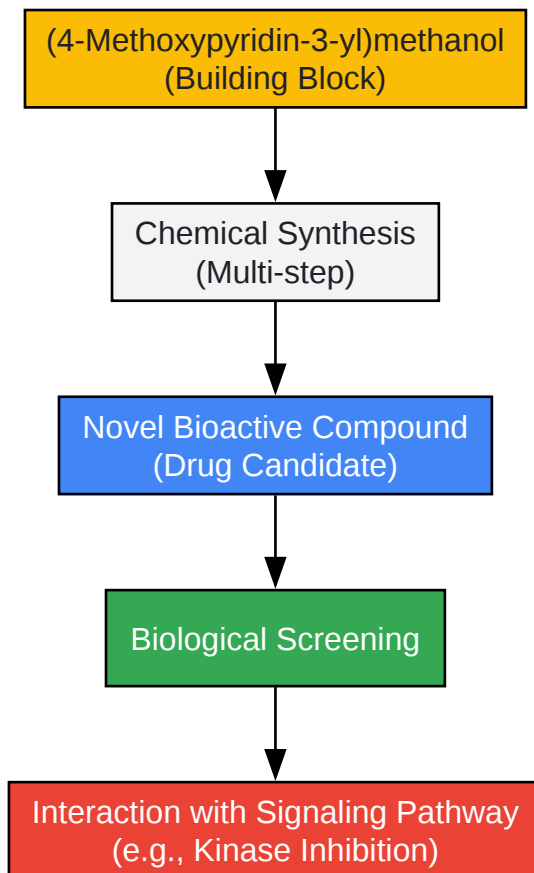 (4-Methoxypyridin-3-yl)methanol
(Building Block)
Chemical Synthesis
(Multi-step)
Novel Bioactive Compound
(Drug Candidate)
Biological Screening
Interaction with Signaling Pathway
(e.g., Kinase Inhibition)